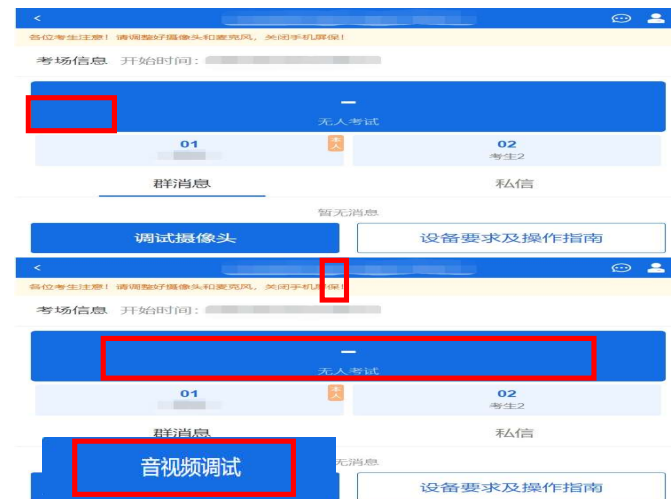 各位考生注意！请调整好摄像头和麦克风，关闭手机屏保！
考场信息 开始时间：
无人考试
01 本人 02
考生2
群消息 私信
暂无消息
调试摄像头 设备要求及操作指南
各位考生注意！请调整好摄像头和麦克风，关闭手机屏保！
考场信息 开始时间：
无人考试
01 本人 02
考生2
群消息 私信
无消息
音视频调试
设备要求及操作指南